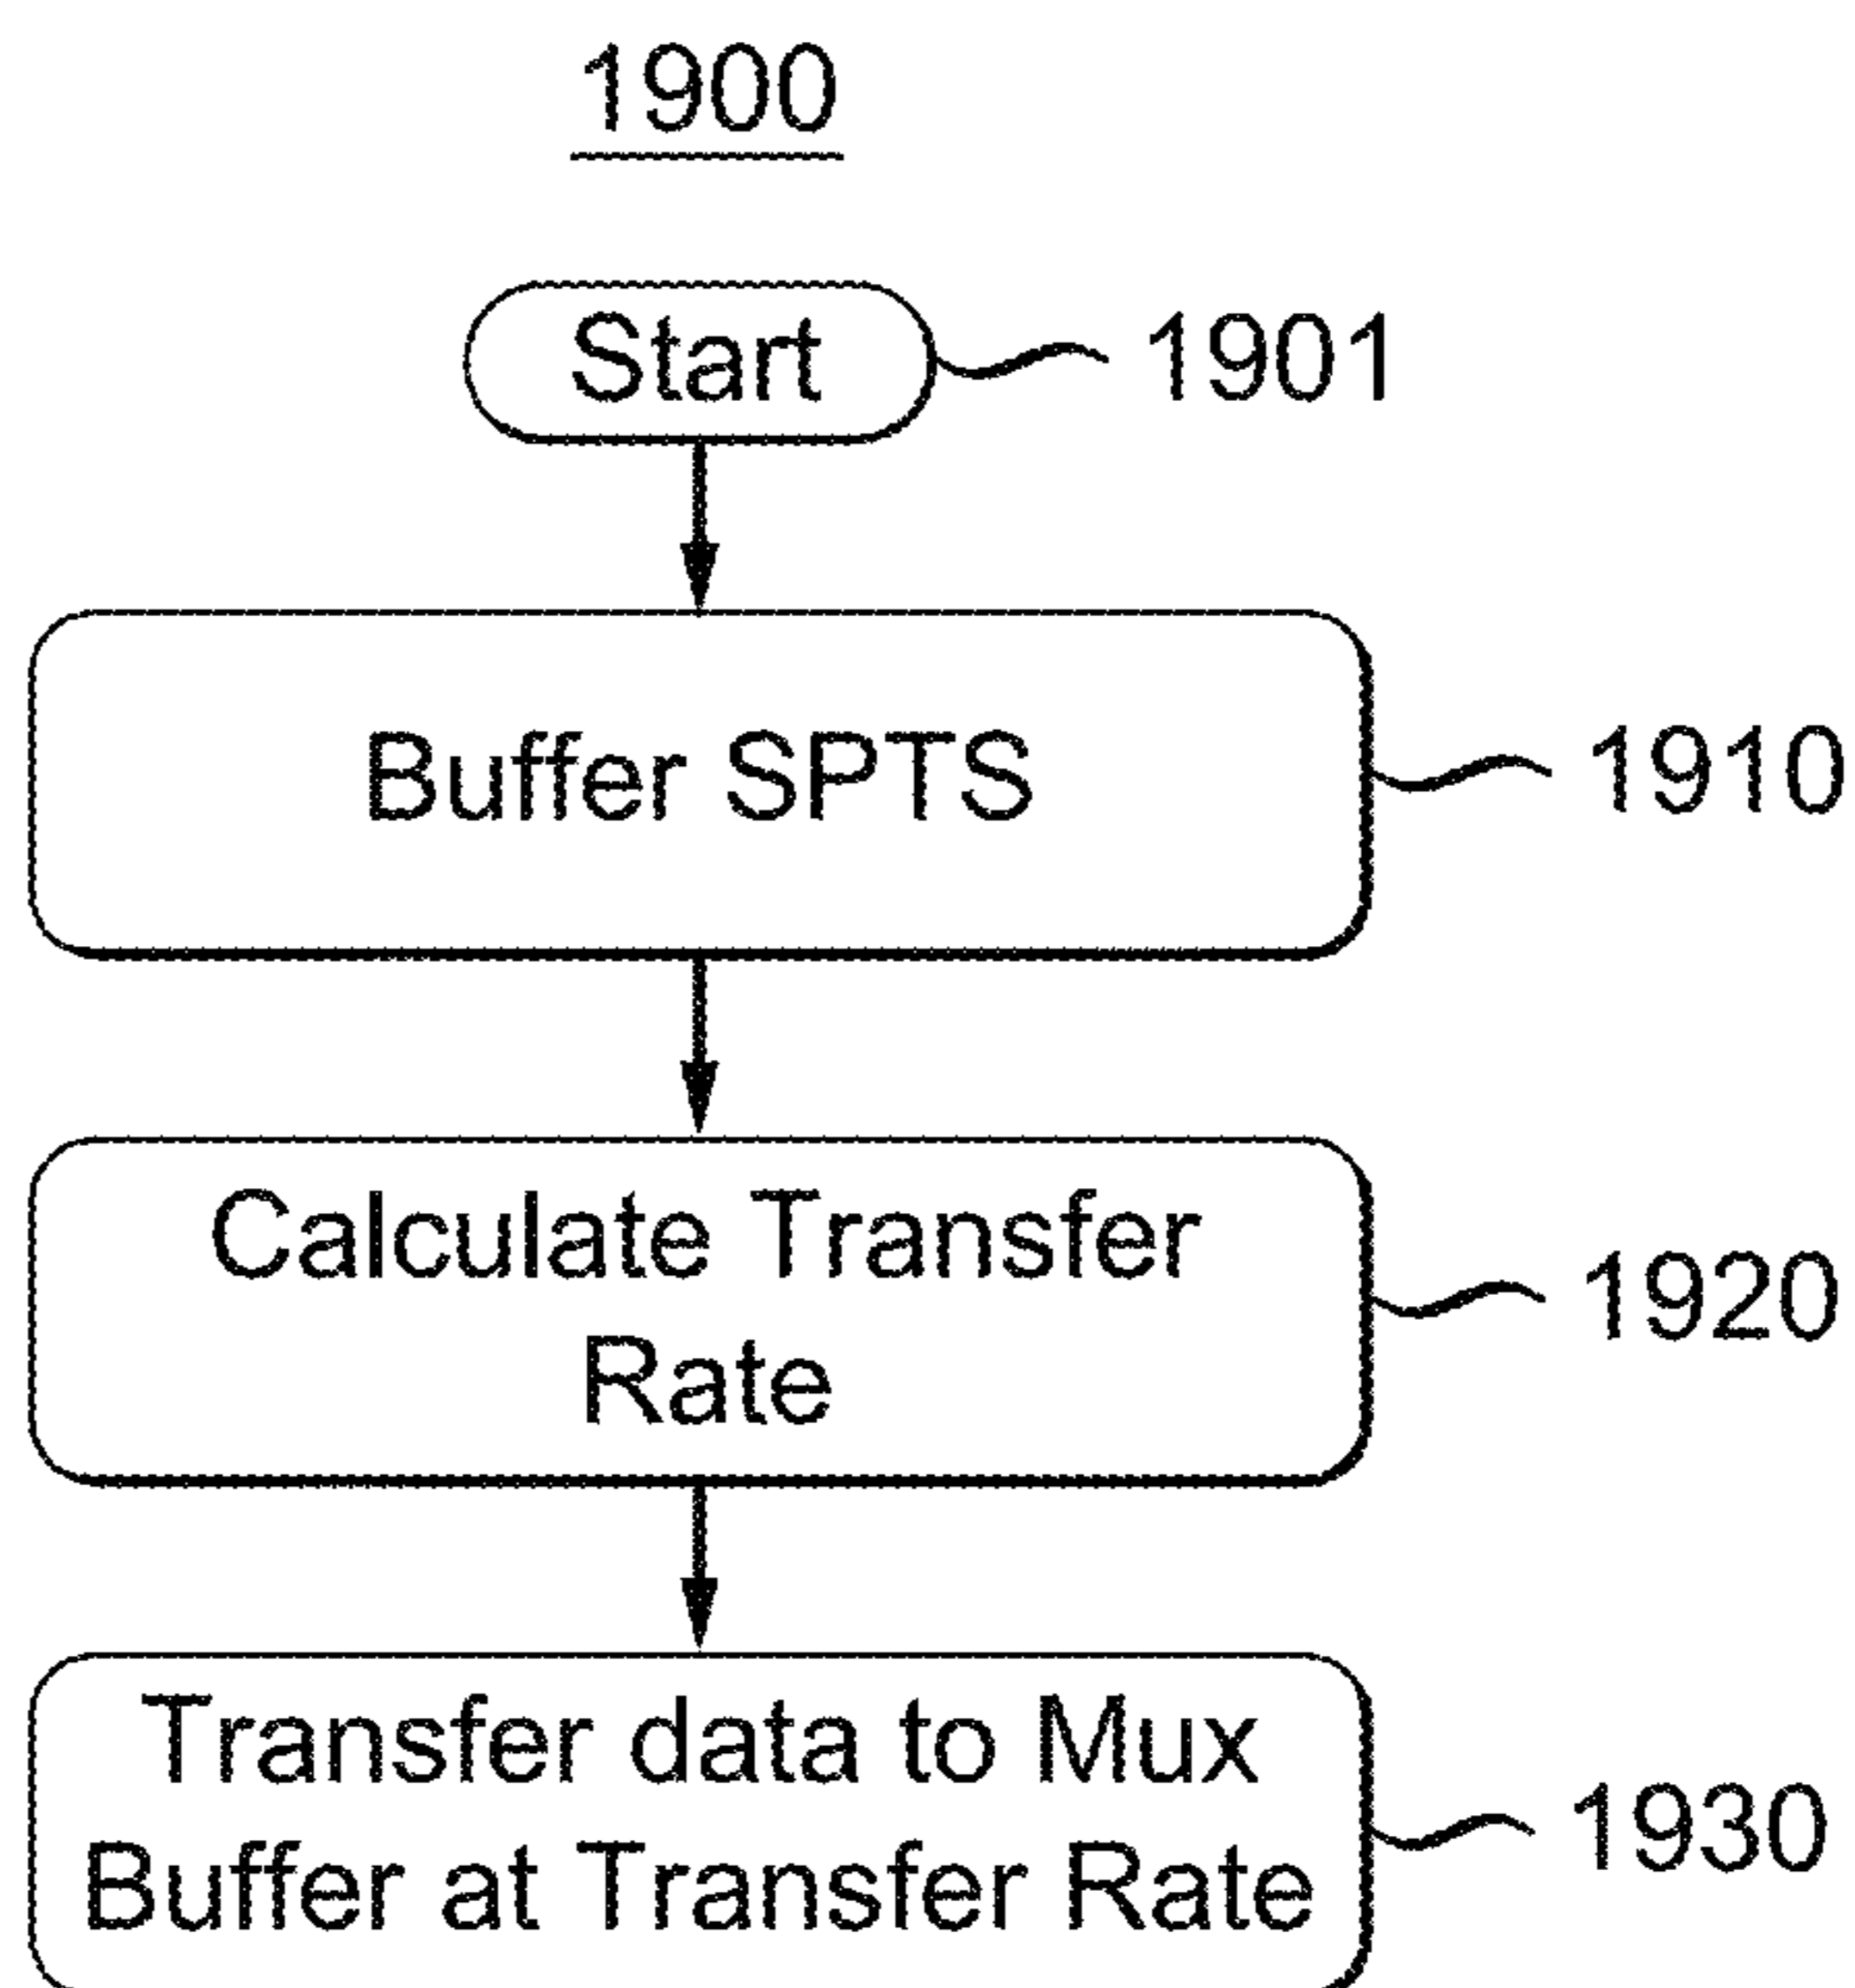 1900
Start
1901
Buffer SPTS
1910
Calculate Transfer
Rate
1920
Transfer data to Mux
Buffer at Transfer Rate
1930